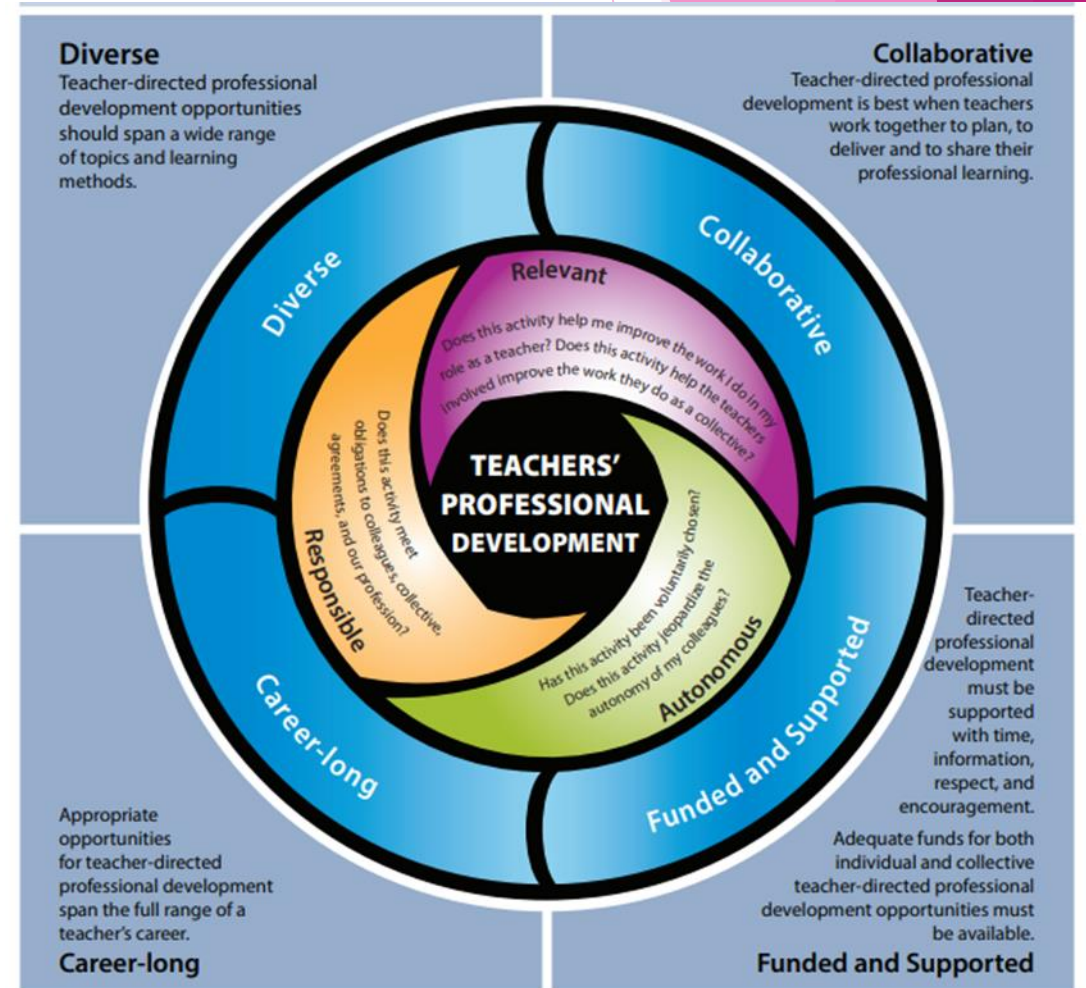 Diverse
Teacher-directed professional
development opportunities
should span a wide range
of topics and learning
methods.
Collaborative
Teacher-directed professional
development is best when teachers
work together to plan, to
deliver and to share their
professional learning.
Diverse
Collaborative
Relevant
Does this activity help me improve the work I do in my
role as a teacher? Does this activity help the teachers
involved improve the work they do as a collective?
TEACHERS'
PROFESSIONAL
DEVELOPMENT
Does this activity meet
obligations to colleagues, collective,
agreements, and our profession?
Responsible
Has this activity been voluntarily chosen?
Does this activity jeopardize the
autonomy of my colleagues?
Autonomous
Career-long
Funded and Supported
Appropriate
opportunities
for teacher-directed
professional development
span the full range of a
teacher's career.
Career-long
Teacher-
directed
professional
development
must be
supported
with time,
information,
respect, and
encouragement.
Adequate funds for both
individual and collective
teacher-directed professional
development opportunities must
be available.
Funded and Supported